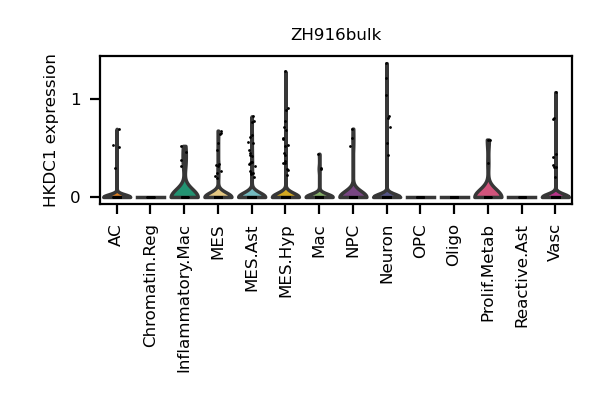 ZH916bulk
HKDC1 expression
1
0
AC
Chromatin.Reg
Inflammatory.Mac
MES
MES.Ast
MES.Hyp
Mac
NPC
Neuron
OPC
Oligo
Prolif.Metab
Reactive.Ast
Vasc